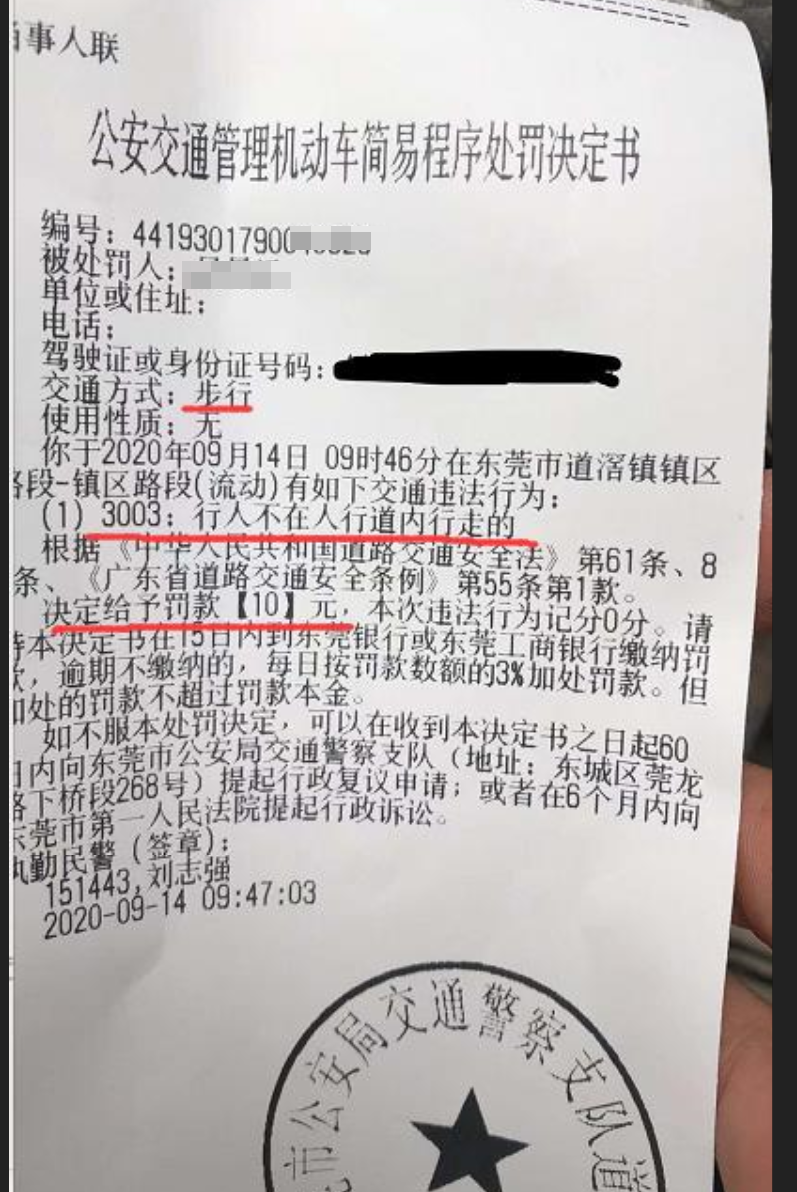 事人联
公安交通管理机动车简易程序处罚决定书
编号：4419301790
被处罚人：
单位或住址：
电话：
驾驶证或身份证号码：
交通方式：步行
使用性质：无
你于2020年09月14日 09时46分在东莞市道滘镇镇区
路段-镇区路段(流动)有如下交通违法行为：
(1) 3003：行人不在人行道内行走的
根据《中华人民共和国道路交通安全法》第61条、8
条、《广东省道路交通安全条例》第55条第1款。
决定给予罚款【10】元，本次违法行为记分0分。请
持本决定书在15日内到东莞银行或东莞工商银行缴纳罚
款，逾期不缴纳的，每日按罚款数额的3%加处罚款。但
加处的罚款不超过罚款本金。
如不服本处罚决定，可以在收到本决定书之日起60
日内向东莞市公安局交通警察支队（地址：东城区莞龙
路下桥段268号）提起行政复议申请；或者在6个月内向
东莞市第一人民法院提起行政诉讼。
执勤民警（签章）：
151443,刘志强
2020-09-14 09:47:03
市公安局交通警察支队道